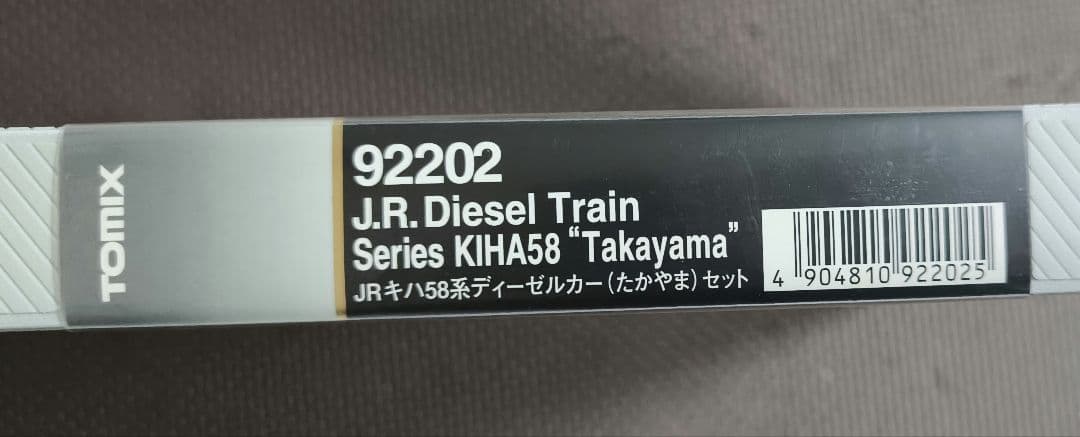 TOMIX
92202
J.R. Diesel Train
Series KIHA58 “Takayama”
JRキハ58系ディーゼルカー(たかやま)セット
4 904810 922025